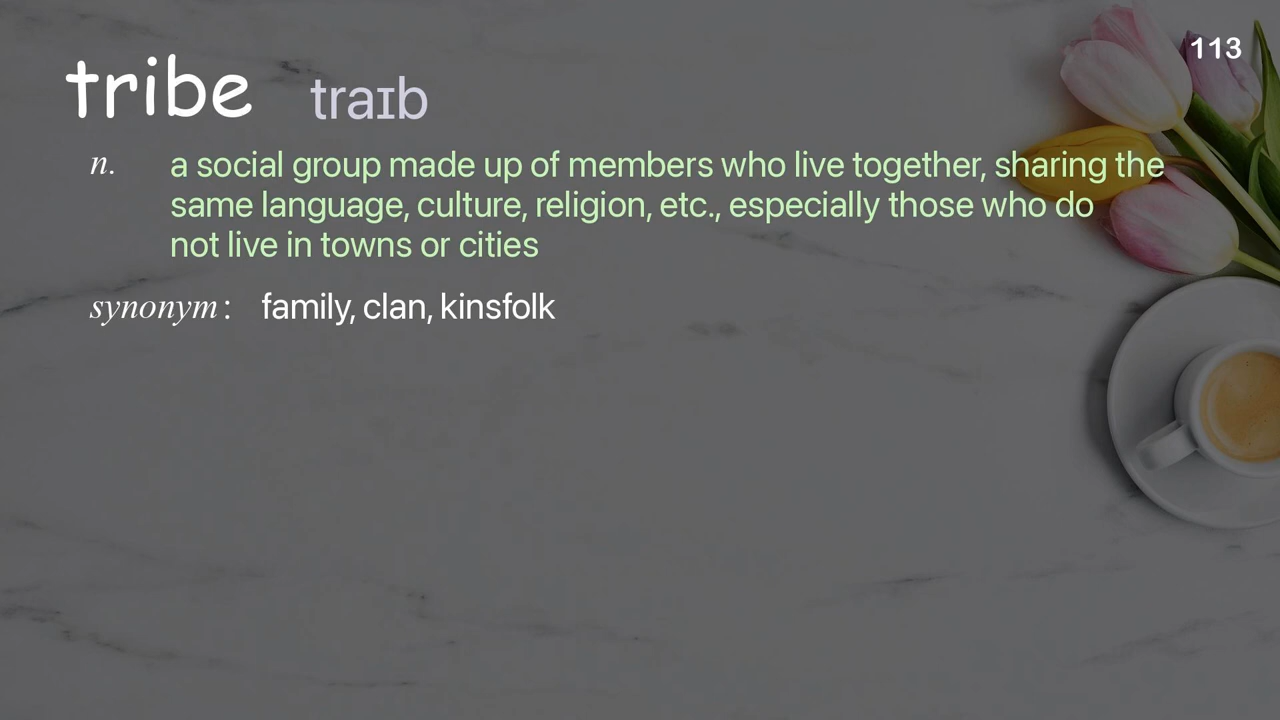 113
tribe traɪb
n. a social group made up of members who live together, sharing the
same language, culture, religion, etc., especially those who do
not live in towns or cities
synonym: family, clan, kinsfolk